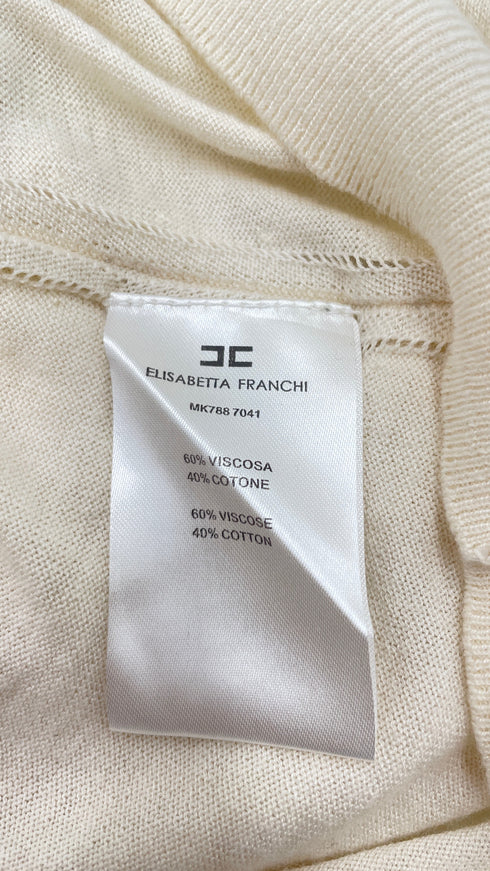 ELISABETTA FRANCHI
MK788 7041
60% VISCOSA
40% COTONE
60% VISCOSE
40% COTTON